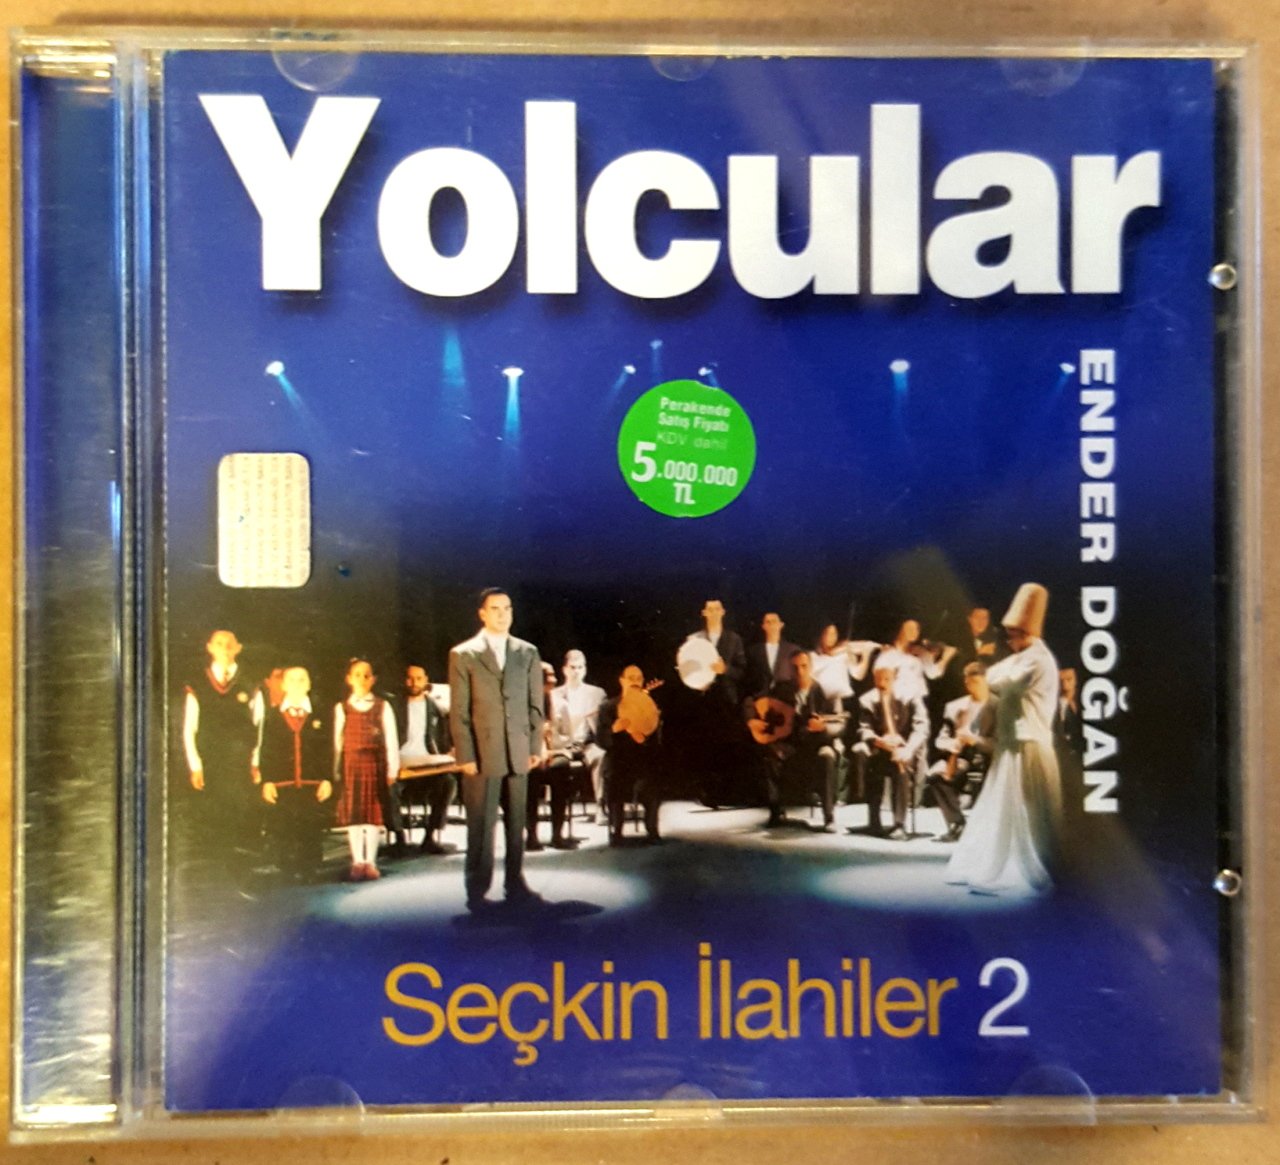 Yolcular
ENDER DOĞAN
Perakende
Satış Fiyatı
KDV dahil
5.000.000
TL
Seçkin İlahiler 2